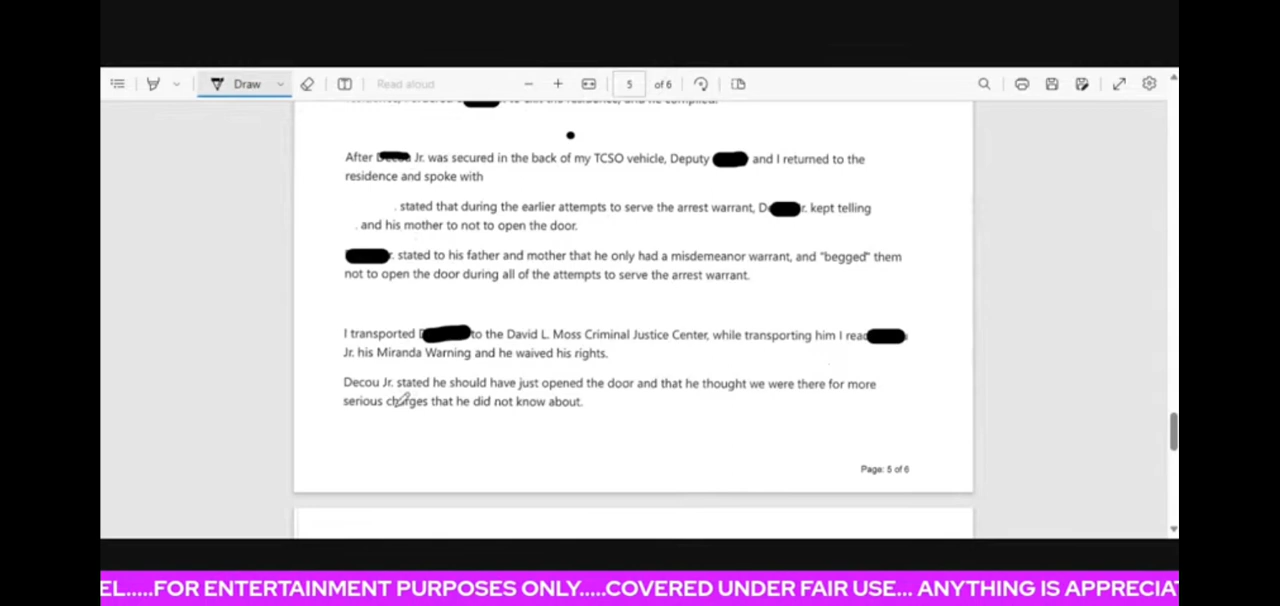 Draw
Read aloud
5 of 6
After Jr. was secured in the back of my TCSO vehicle, Deputy and I returned to the
residence and spoke with
. stated that during the earlier attempts to serve the arrest warrant, kept telling
. and his mother to not to open the door.
. stated to his father and mother that he only had a misdemeanor warrant, and "begged" them
not to open the door during all of the attempts to serve the arrest warrant.
I transported to the David L. Moss Criminal Justice Center, while transporting him I read
Jr. his Miranda Warning and he waived his rights.
Decou Jr. stated he should have just opened the door and that he thought we were there for more
serious charges that he did not know about.
Page: 5 of 6
EL.....FOR ENTERTAINMENT PURPOSES ONLY.....COVERED UNDER FAIR USE... ANYTHING IS APPRECIAT